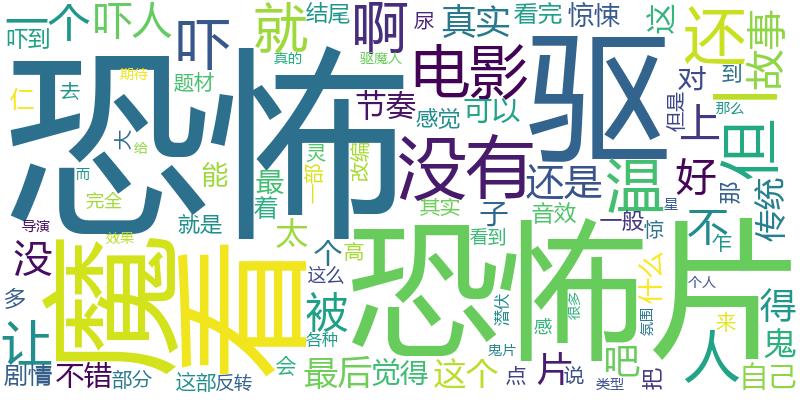 一个 吓人 就 啊 结尾 尿 真实 看完 惊悚 这 还 故事
吓到 吓 真的 驱魔人 电影 驱 一
恐怖 期待 题材 节奏 感觉 可以 对 到 但是 那么
仁 去 大 给 没有 上 但
而 能 最 一部 灵 改编 还是 温 好 那 传统
完全 着 其实 子 音效 一般 不 乍 星
导演 效果 就是 太 看到 惊
魔 看 恐怖片
没 个 高 这么 什么 个人 来 得
多 被 各种 潜伏 感 很多 氛围 人 鬼
让 会 鬼片 吧
剧情 不错 部分 这部 反转 最后 觉得 这个 点 片 说 类型 把 自己